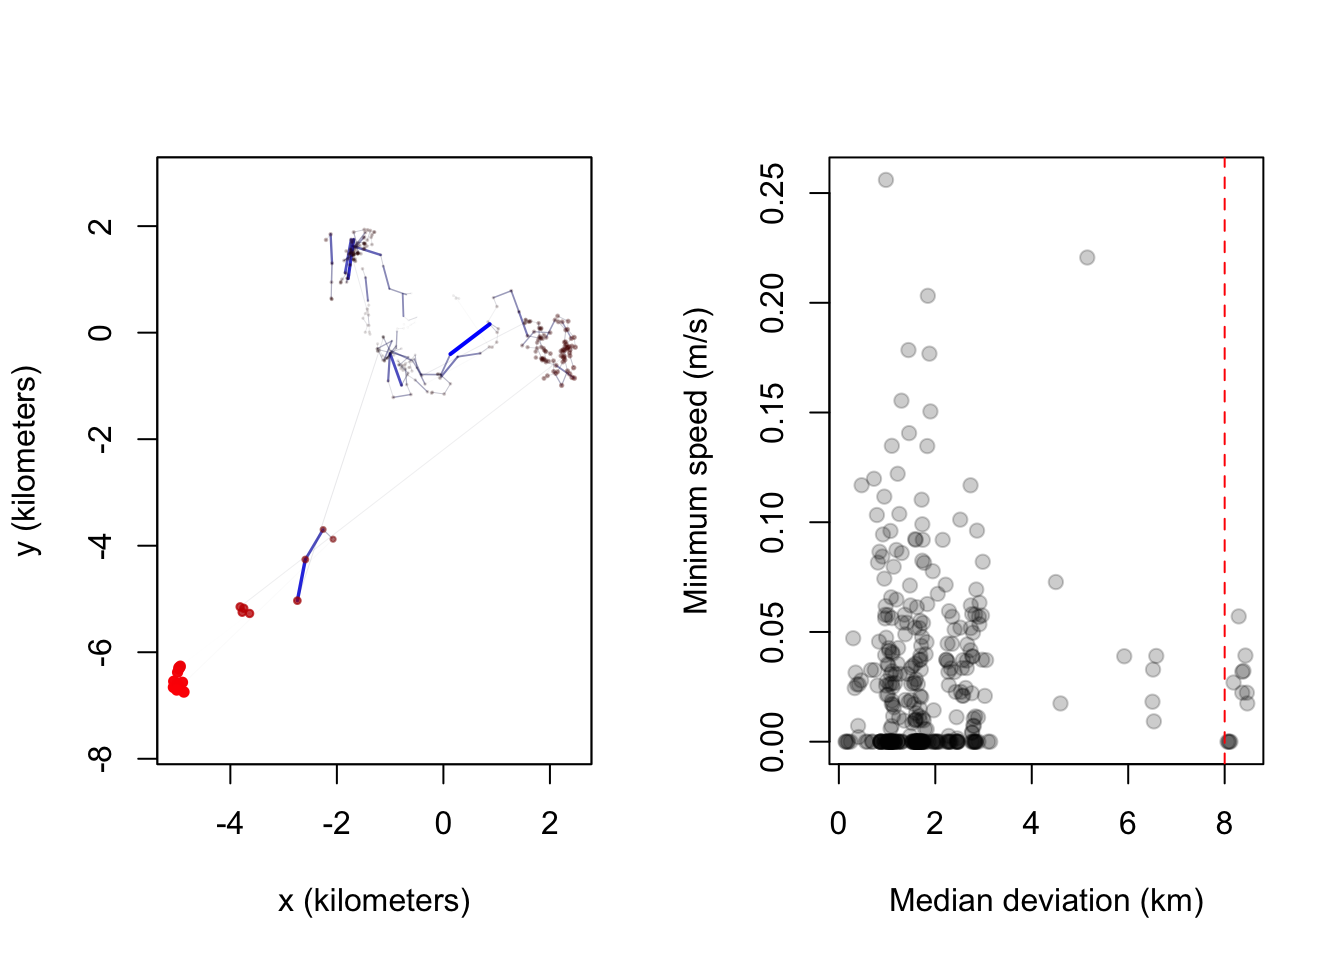 2
0
-2
-4
-6
-8
y (kilometers)
-4 -2 0 2
x (kilometers)
0.25
0.20
0.15
0.10
0.05
0.00
Minimum speed (m/s)
0 2 4 6 8
Median deviation (km)